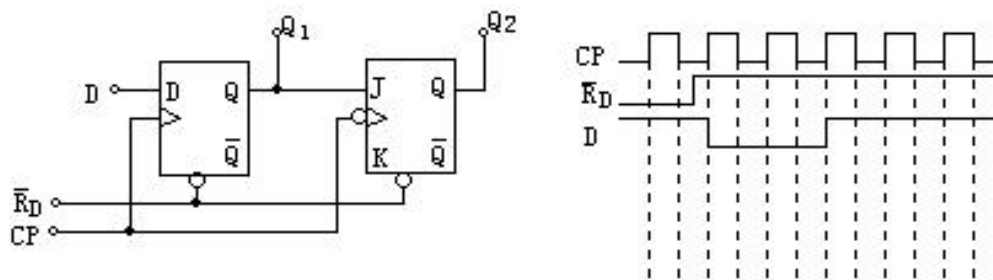 Q1 Q2
D D Q J Q
Q̅ K Q̅
R̅D
CP
CP
R̅D
D